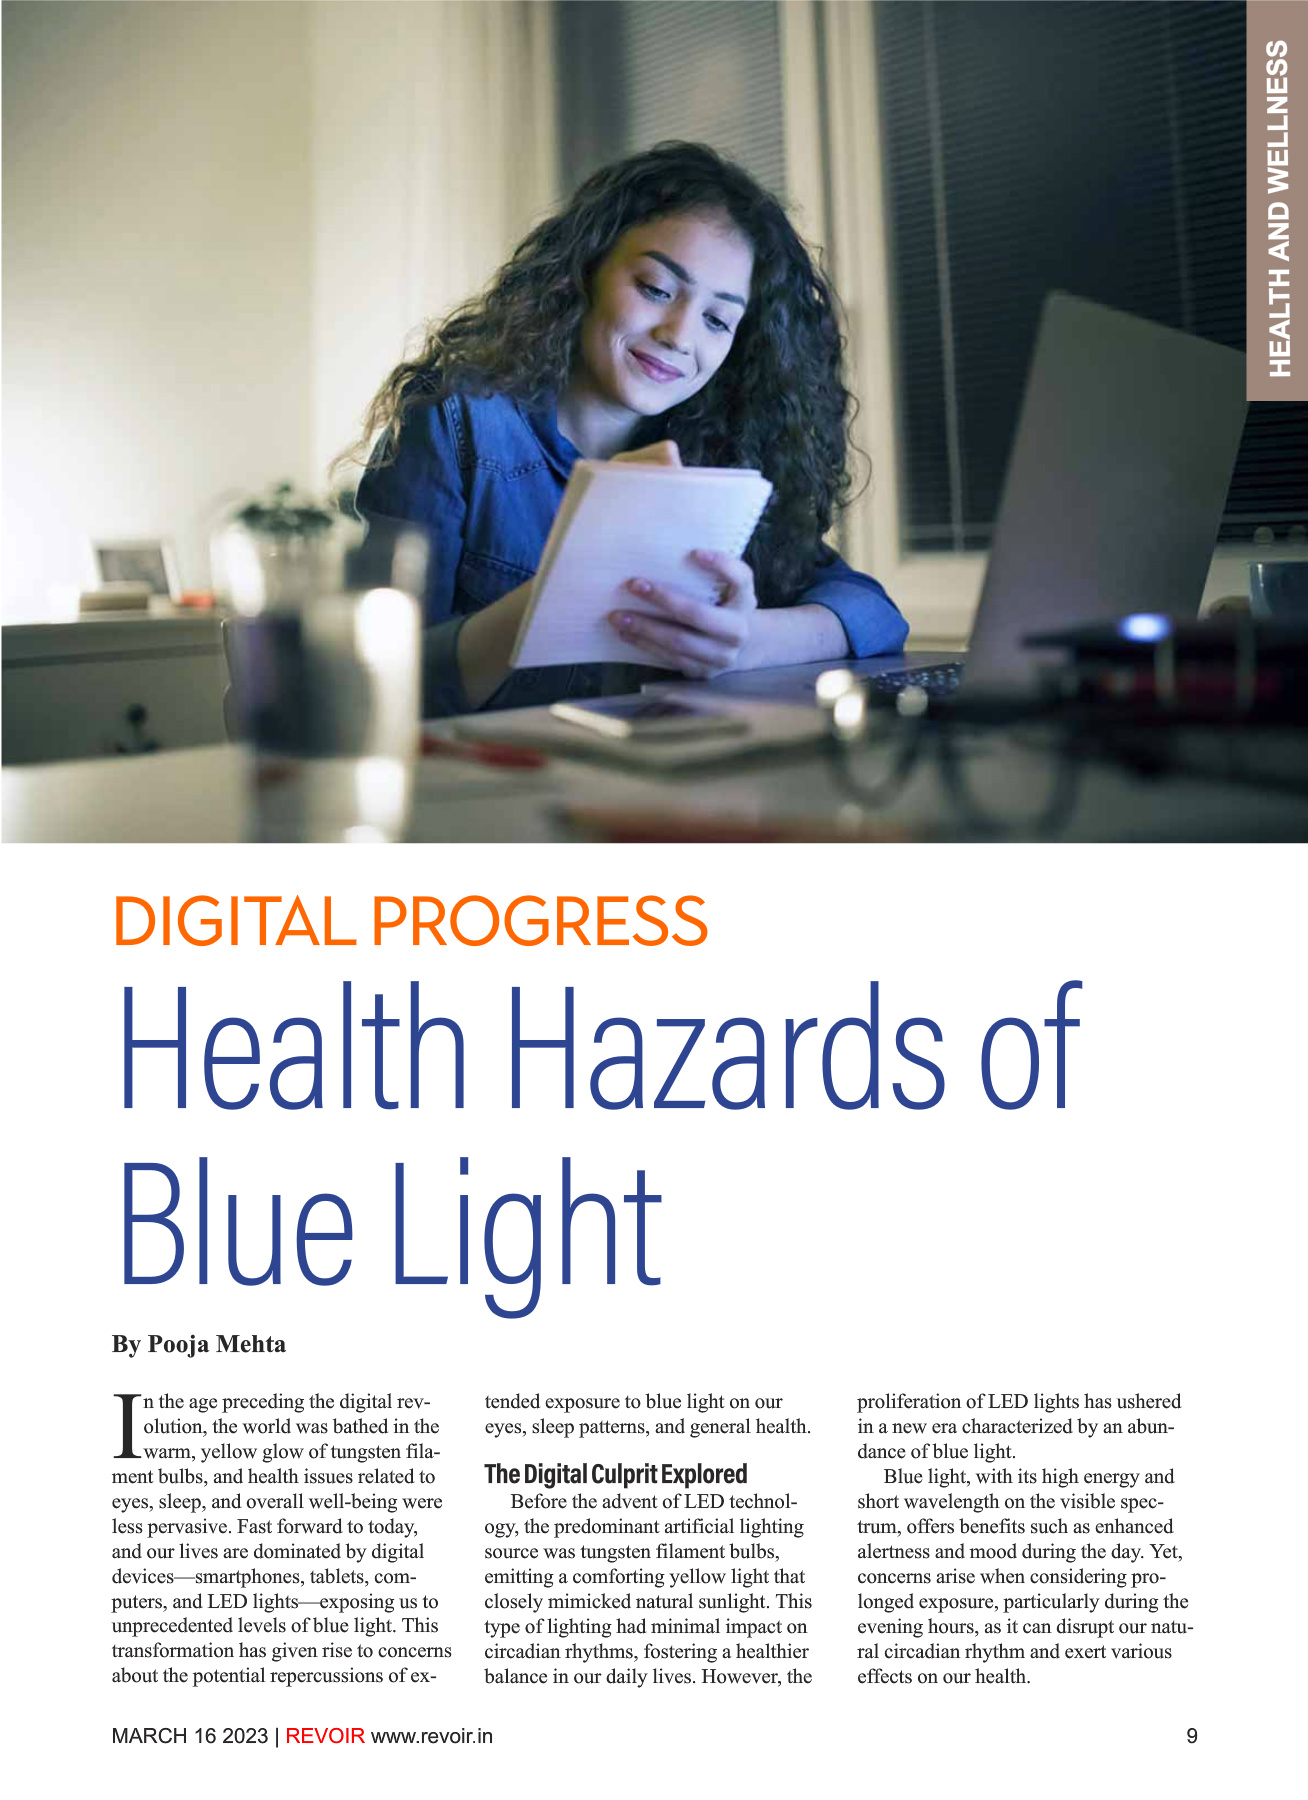 HEALTH AND WELLNESS
DIGITAL PROGRESS
Health Hazards of
Blue Light
By Pooja Mehta
In the age preceding the digital rev-
olution, the world was bathed in the
warm, yellow glow of tungsten fila-
ment bulbs, and health issues related to
eyes, sleep, and overall well-being were
less pervasive. Fast forward to today,
and our lives are dominated by digital
devices—smartphones, tablets, com-
puters, and LED lights—exposing us to
unprecedented levels of blue light. This
transformation has given rise to concerns
about the potential repercussions of ex-
tended exposure to blue light on our
eyes, sleep patterns, and general health.
The Digital Culprit Explored
Before the advent of LED technol-
ogy, the predominant artificial lighting
source was tungsten filament bulbs,
emitting a comforting yellow light that
closely mimicked natural sunlight. This
type of lighting had minimal impact on
circadian rhythms, fostering a healthier
balance in our daily lives. However, the
proliferation of LED lights has ushered
in a new era characterized by an abun-
dance of blue light.
Blue light, with its high energy and
short wavelength on the visible spec-
trum, offers benefits such as enhanced
alertness and mood during the day. Yet,
concerns arise when considering pro-
longed exposure, particularly during the
evening hours, as it can disrupt our natu-
ral circadian rhythm and exert various
effects on our health.
MARCH 16 2023 | REVOIR www.revoir.in
9